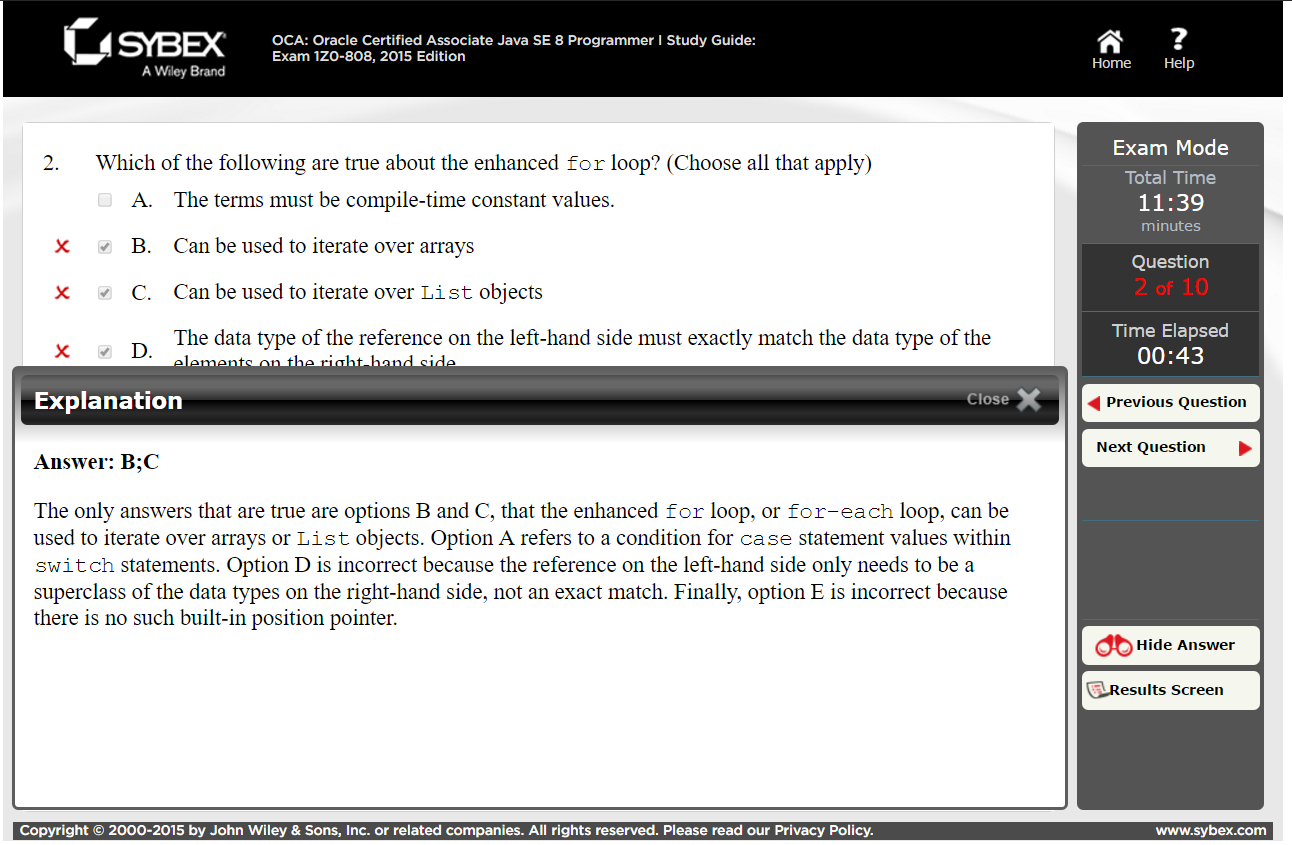 SYBEX
A Wiley Brand
OCA: Oracle Certified Associate Java SE 8 Programmer I Study Guide:
Exam 1Z0-808, 2015 Edition
Home
Help
2. Which of the following are true about the enhanced for loop? (Choose all that apply)
A. The terms must be compile-time constant values.
B. Can be used to iterate over arrays
C. Can be used to iterate over List objects
D. The data type of the reference on the left-hand side must exactly match the data type of the
elements on the right-hand side
Explanation
Close
Answer: B;C
The only answers that are true are options B and C, that the enhanced for loop, or for-each loop, can be
used to iterate over arrays or List objects. Option A refers to a condition for case statement values within
switch statements. Option D is incorrect because the reference on the left-hand side only needs to be a
superclass of the data types on the right-hand side, not an exact match. Finally, option E is incorrect because
there is no such built-in position pointer.
Exam Mode
Total Time
11:39
minutes
Question
2 of 10
Time Elapsed
00:43
Previous Question
Next Question
Hide Answer
Results Screen
Copyright © 2000-2015 by John Wiley & Sons, Inc. or related companies. All rights reserved. Please read our Privacy Policy.
www.sybex.com